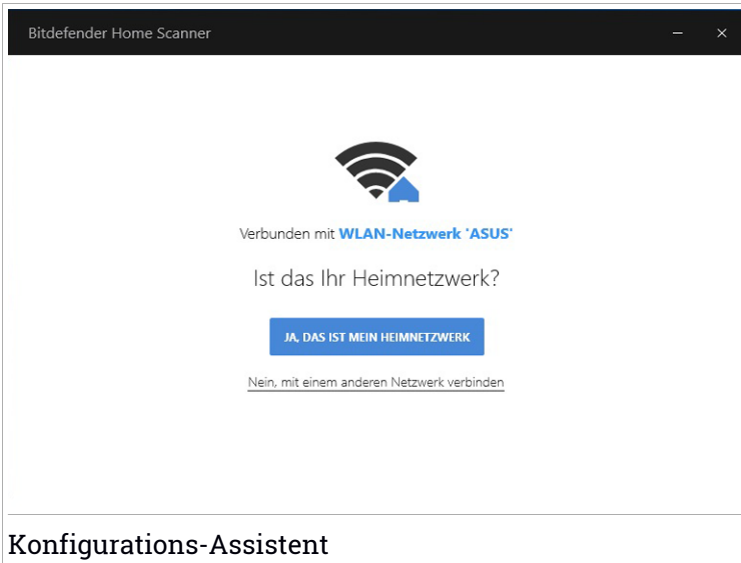 Bitdefender Home Scanner
Verbunden mit WLAN-Netzwerk 'ASUS'
Ist das Ihr Heimnetzwerk?
JA, DAS IST MEIN HEIMNETZWERK
Nein, mit einem anderen Netzwerk verbinden
Konfigurations-Assistent